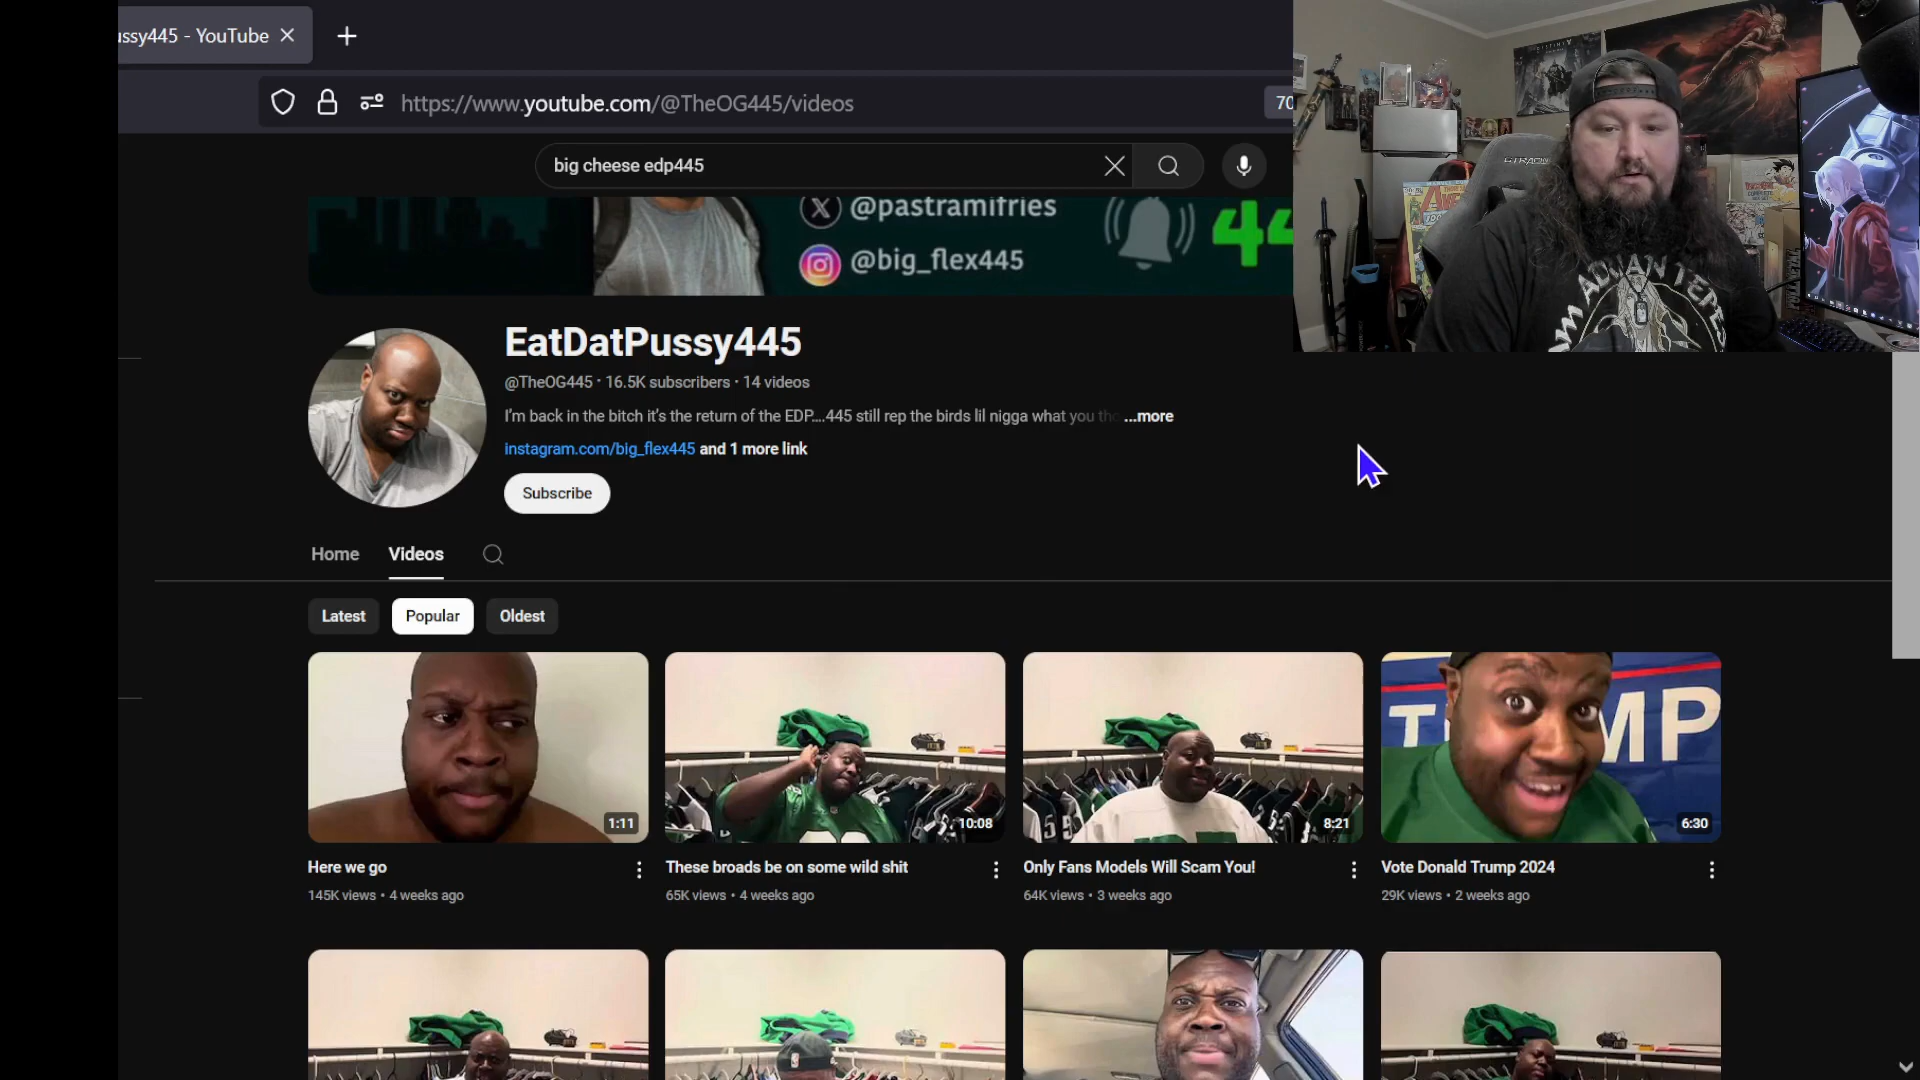 ussy445 - YouTube
https://www.youtube.com/@TheOG445/videos
70
big cheese edp445
@pastramifries
@big_flex445
44
EatDatPussy445
@TheOG445 · 16.5K subscribers · 14 videos
I'm back in the bitch it's the return of the EDP....445 still rep the birds lil nigga what you tho ...more
instagram.com/big_flex445 and 1 more link
Subscribe
Home Videos
Latest Popular Oldest
TRUMP
1:11
10:08
8:21
6:30
Here we go
145K views · 4 weeks ago
These broads be on some wild shit
65K views · 4 weeks ago
Only Fans Models Will Scam You!
64K views · 3 weeks ago
Vote Donald Trump 2024
29K views · 2 weeks ago
DESTINY